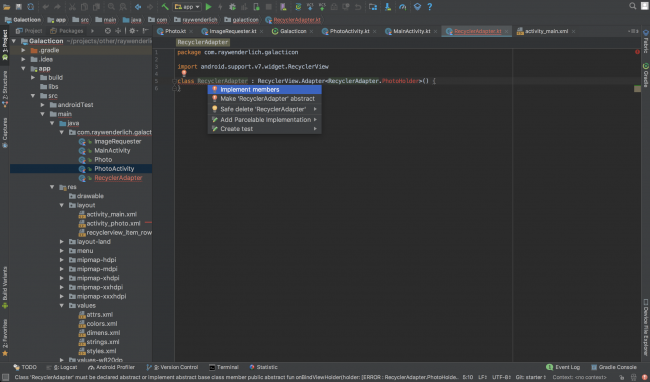 app
Galacticon app src main java com raywenderlich galacticon RecyclerAdapter.kt
Project Packages
Photo.kt ImageRequester.kt Galacticon PhotoActivity.kt MainActivity.kt RecyclerAdapter.kt activity_main.xml
1: Project
Z: Structure
Captures
Build Variants
2: Favorites
Galacticon ~/projects/other/raywenderlich
.gradle
.idea
app
build
libs
src
androidTest
main
java
com.raywenderlich.galact
ImageRequester
MainActivity
Photo
PhotoActivity
RecyclerAdapter
res
drawable
layout
activity_main.xml
activity_photo.xml
recyclerview_item_row
layout-land
menu
mipmap-hdpi
mipmap-mdpi
mipmap-xhdpi
mipmap-xxhdpi
mipmap-xxxhdpi
values
attrs.xml
colors.xml
dimens.xml
strings.xml
styles.xml
values-w820dp
RecyclerAdapter
1 package com.raywenderlich.galacticon
import android.support.v7.widget.RecyclerView
class RecyclerAdapter : RecyclerView.Adapter<RecyclerAdapter.PhotoHolder>() {
}
Implement members
Make 'RecyclerAdapter' abstract
Safe delete 'RecyclerAdapter'
Add Parcelable Implementation
Create test
Fabric
Gradle
Device File Explorer
TODO 6: Logcat Android Profiler 9: Version Control Terminal Statistic Event Log Gradle Console
Class 'RecyclerAdapter' must be declared abstract or implement abstract base class member public abstract fun onBindViewHolder(holder: [ERROR : RecyclerAdapter.PhotoHolde... 5:10 LF÷ UTF-8÷ Git: starter÷ Context: <no context>